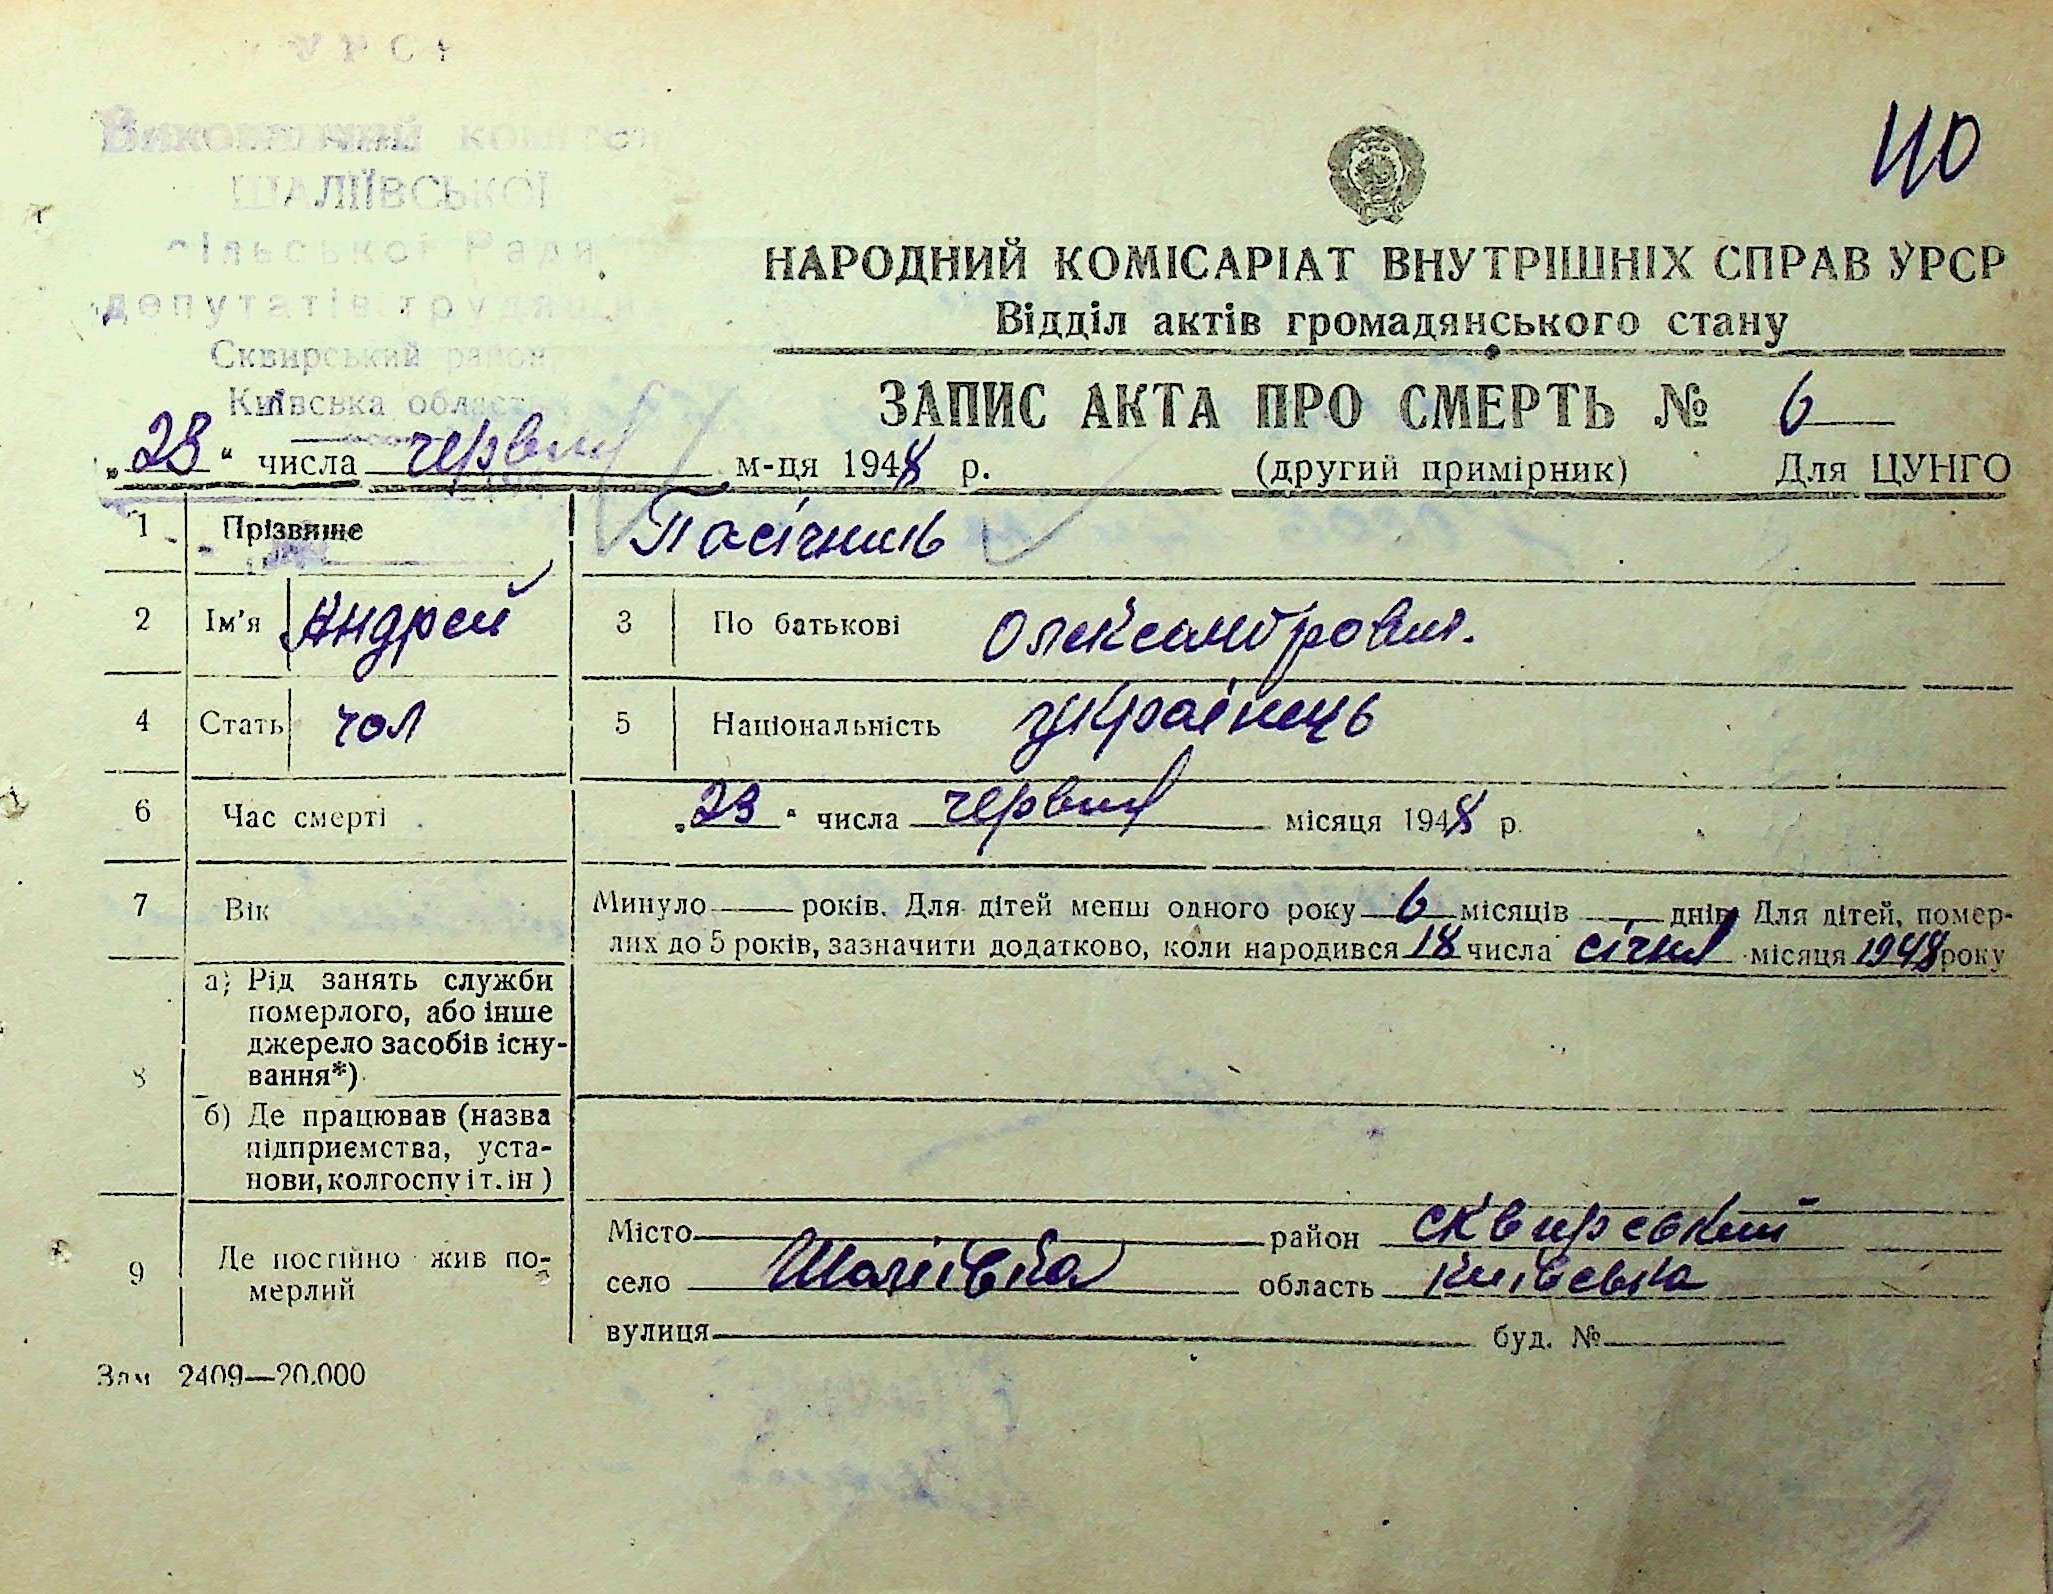 УРСР
Виконавчий комітет
ШАЛІЇВСЬКОЇ
сільської Ради
депутатів трудящих
Сквирський район
Київська област
40
НАРОДНИЙ КОМІСАРІАТ ВНУТРІШНІХ СПРАВ УРСР
Відділ актів громадянського стану
ЗАПИС АКТА ПРО СМЕРТЬ № 6
„28“ числа червня м-ця 1948 р. (другий примірник) Для ЦУНГО
1 Прізвище Пасічник
2 Ім'я Андрей 3 По батькові Олександрович.
4 Стать чол 5 Національність українець
6 Час смерті „23“ числа червня місяця 1948 р.
7 Вік Минуло років. Для дітей менш одного року 6 місяців днів. Для дітей, помер-
лих до 5 років, зазначити додатково, коли народився 18 числа січня місяця 1948 року
8 а) Рід занять служби
померлого, або інше
джерело засобів існу-
вання*)
б) Де працював (назва
підприємства, уста-
нови, колгоспу і т. ін)
9 Де постійно жив по-
мерлий
Місто район сквирський
село Шаліївка область Київська
вулиця буд. №
Зам 2409—20.000